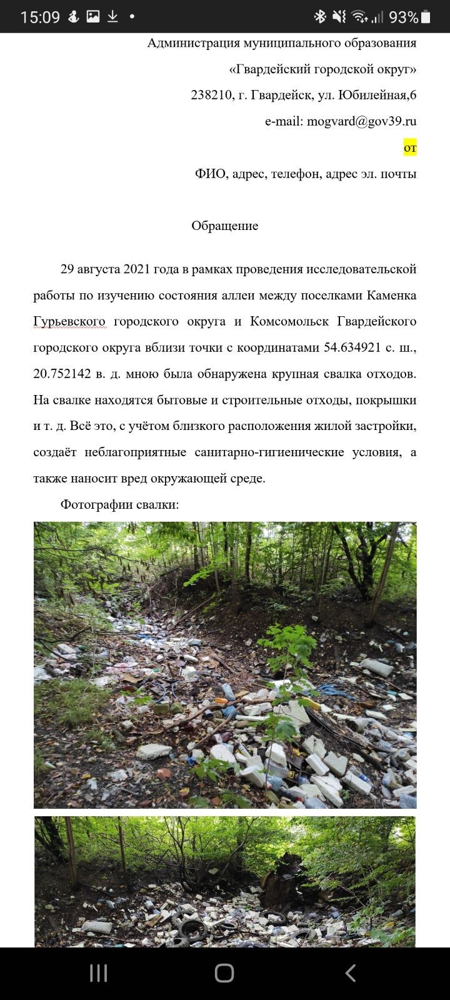 15:09
93%
Администрация муниципального образования
«Гвардейский городской округ»
238210, г. Гвардейск, ул. Юбилейная,6
e-mail: mogvard@gov39.ru
от
ФИО, адрес, телефон, адрес эл. почты
Обращение
29 августа 2021 года в рамках проведения исследовательской
работы по изучению состояния аллеи между поселками Каменка
Гурьевского городского округа и Комсомольск Гвардейского
городского округа вблизи точки с координатами 54.634921 с. ш.,
20.752142 в. д. мною была обнаружена крупная свалка отходов.
На свалке находятся бытовые и строительные отходы, покрышки
и т. д. Всё это, с учётом близкого расположения жилой застройки,
создаёт неблагоприятные санитарно-гигиенические условия, а
также наносит вред окружающей среде.
Фотографии свалки: